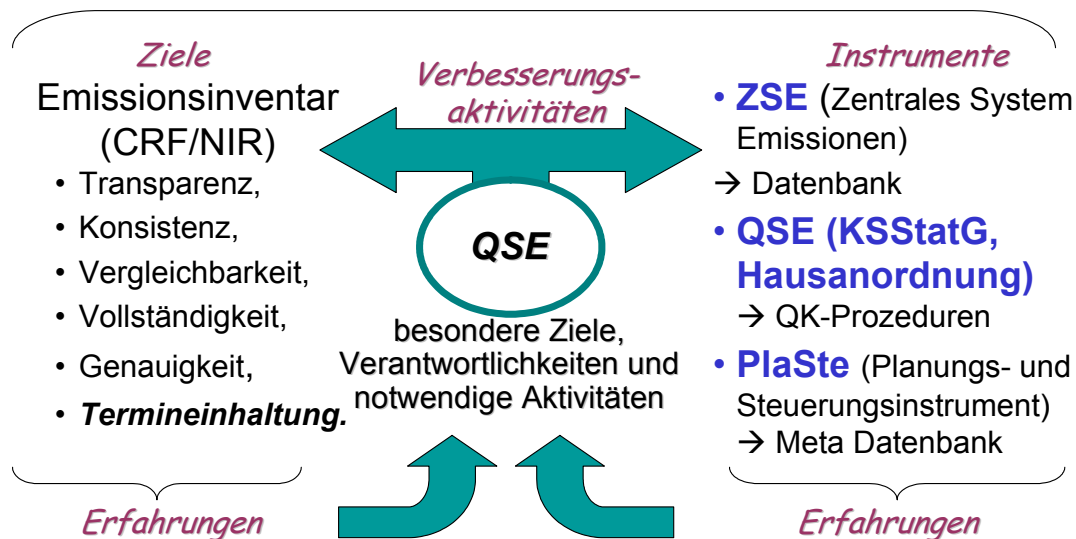 Ziele
Emissionsinventar
(CRF/NIR)
• Transparenz,
• Konsistenz,
• Vergleichbarkeit,
• Vollständigkeit,
• Genauigkeit,
• Termineinhaltung.
Erfahrungen
Verbesserungs-
aktivitäten
QSE
besondere Ziele,
Verantwortlichkeiten und
notwendige Aktivitäten
Instrumente
• ZSE (Zentrales System
Emissionen)
→ Datenbank
• QSE (KSStatG,
Hausanordnung)
→ QK-Prozeduren
• PlaSte (Planungs- und
Steuerungsinstrument)
→ Meta Datenbank
Erfahrungen